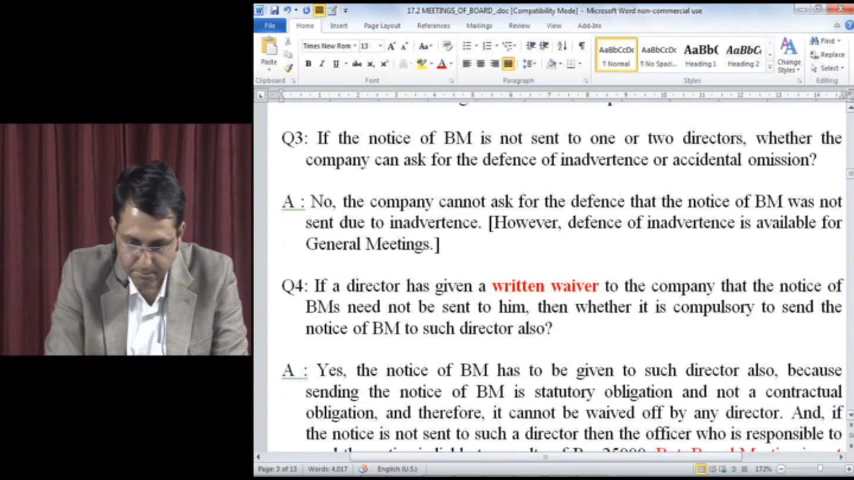 17.2 MEETINGS_OF_BOARD_.doc [Compatibility Mode] - Microsoft Word non-commercial use
File Home Insert Page Layout References Mailings Review View Add-Ins
Times New Rom 13
Paste
B I U
AaBbCcDc AaBbCcDc AaBbC AaBbCc
¶ Normal ¶ No Spaci... Heading 1 Heading 2
Change
Styles
Find
Replace
Select
Clipboard Font Paragraph Styles Editing
Q3: If the notice of BM is not sent to one or two directors, whether the
company can ask for the defence of inadvertence or accidental omission?
A : No, the company cannot ask for the defence that the notice of BM was not
sent due to inadvertence. [However, defence of inadvertence is available for
General Meetings.]
Q4: If a director has given a written waiver to the company that the notice of
BMs need not be sent to him, then whether it is compulsory to send the
notice of BM to such director also?
A : Yes, the notice of BM has to be given to such director also, because
sending the notice of BM is statutory obligation and not a contractual
obligation, and therefore, it cannot be waived off by any director. And, if
the notice is not sent to such a director then the officer who is responsible to
Page: 3 of 13 Words: 4,017 English (U.S.) 172%